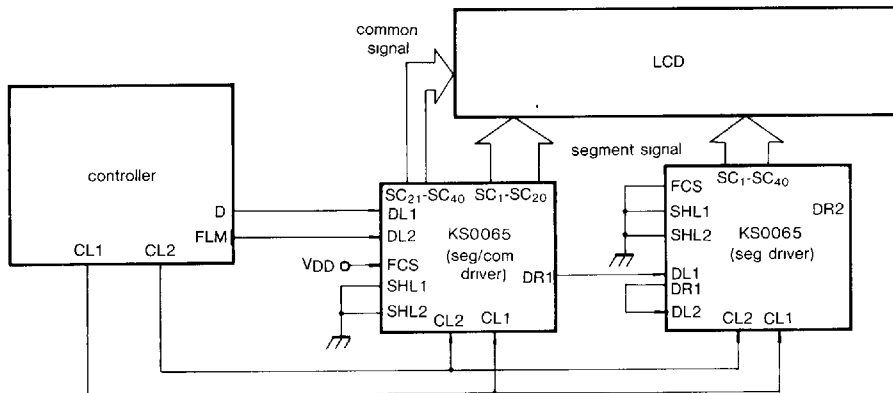 common
signal
LCD
segment signal
controller
D
FLM
CL1
CL2
SC21-SC40
SC1-SC20
DL1
DL2
KS0065
(seg/com
driver)
VDD
FCS
SHL1
SHL2
DR1
CL2
CL1
SC1-SC40
FCS
SHL1
SHL2
DR2
KS0065
(seg driver)
DL1
DR1
DL2
CL2
CL1